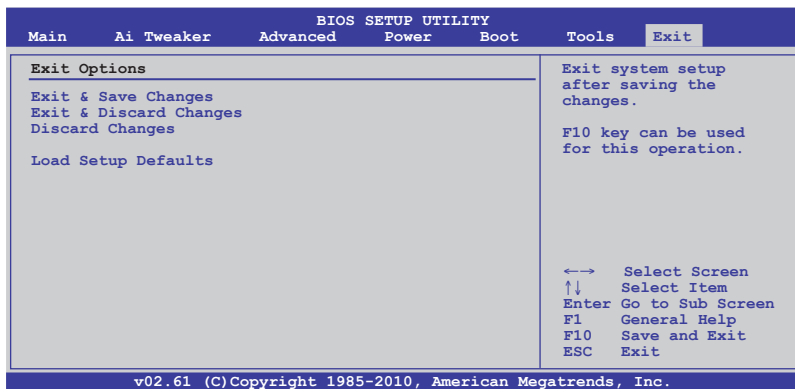 BIOS SETUP UTILITY
Main Ai Tweaker Advanced Power Boot Tools Exit
Exit Options
Exit & Save Changes
Exit & Discard Changes
Discard Changes
Load Setup Defaults
Exit system setup
after saving the
changes.
F10 key can be used
for this operation.
←→ Select Screen
↑↓ Select Item
Enter Go to Sub Screen
F1 General Help
F10 Save and Exit
ESC Exit
v02.61 (C)Copyright 1985-2010, American Megatrends, Inc.